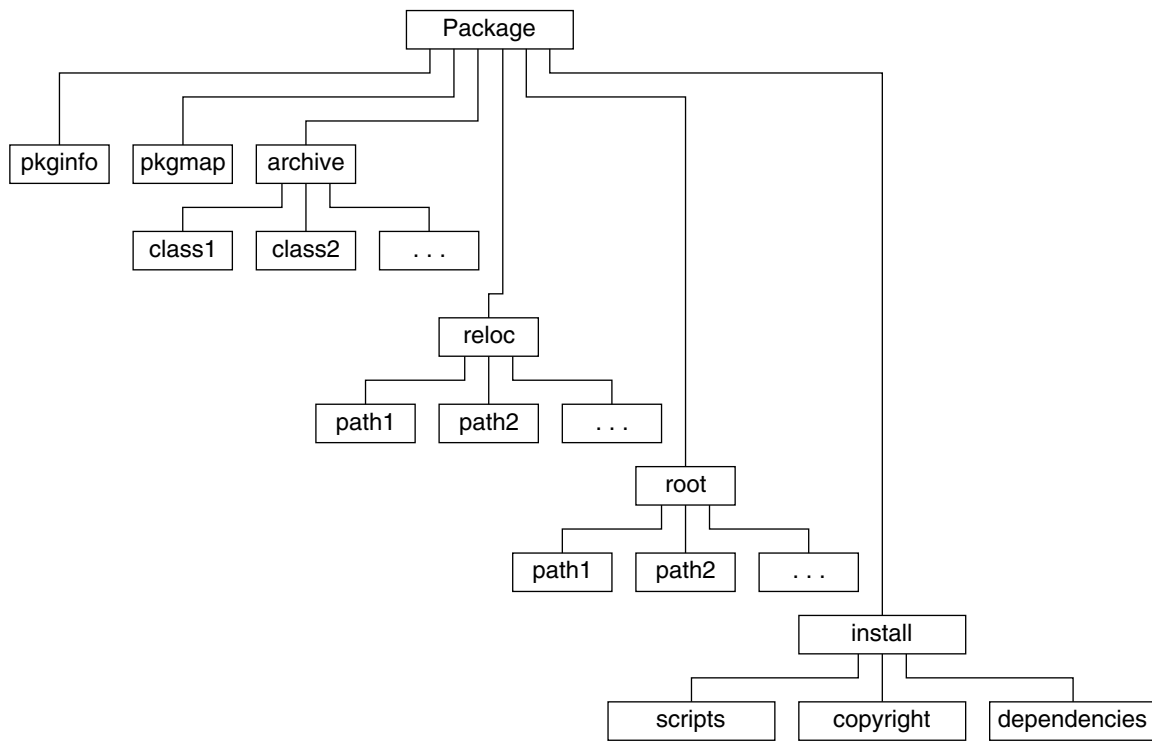 Package
pkginfo
pkgmap
archive
class1
class2
. . .
reloc
path1
path2
. . .
root
path1
path2
. . .
install
scripts
copyright
dependencies